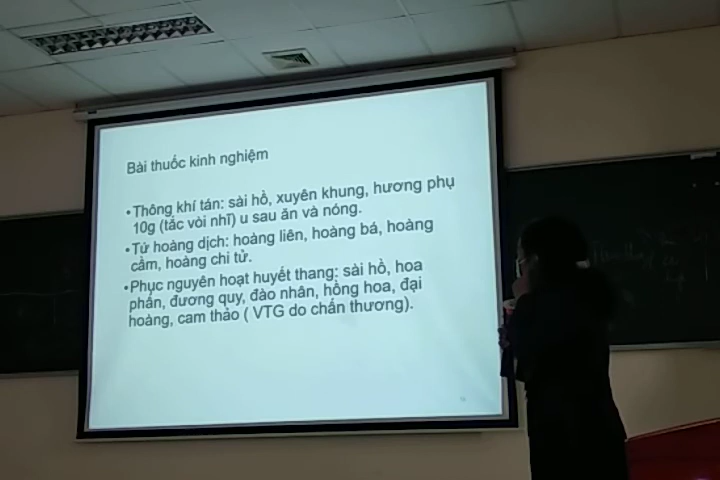 Bài thuốc kinh nghiệm
•Thông khí tán: sài hồ, xuyên khung, hương phụ
10g (tắc vòi nhĩ) u sau ăn và nóng.
•Tứ hoàng dịch: hoàng liên, hoàng bá, hoàng
cầm, hoàng chi tử.
•Phục nguyên hoạt huyết thang: sài hồ, hoa
phấn, đương quy, đào nhân, hồng hoa, đại
hoàng, cam thảo ( VTG do chấn thương).